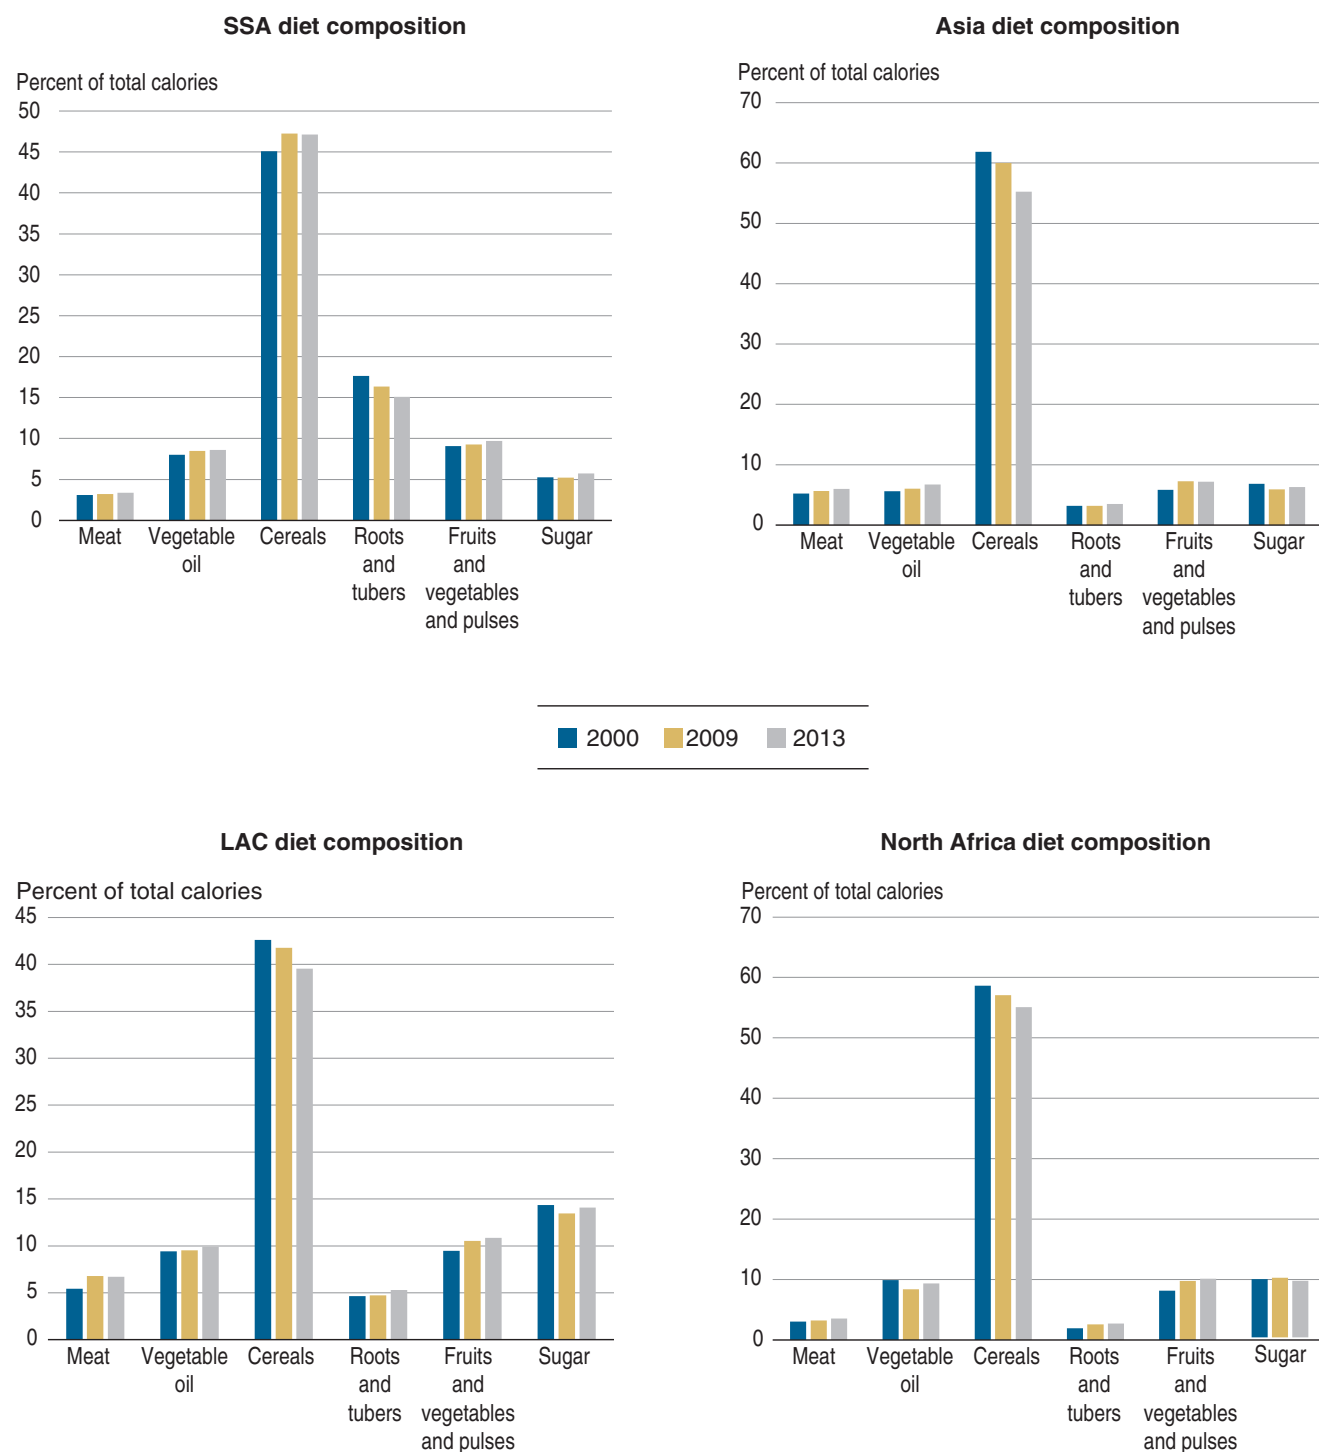 SSA diet composition
Percent of total calories
50
45
40
35
30
25
20
15
10
5
0
Meat
Vegetable
oil
Cereals
Roots
and
tubers
Fruits
and
vegetables
and pulses
Sugar
Asia diet composition
Percent of total calories
70
60
50
40
30
20
10
0
Meat
Vegetable
oil
Cereals
Roots
and
tubers
Fruits
and
vegetables
and pulses
Sugar
2000 2009 2013
LAC diet composition
Percent of total calories
45
40
35
30
25
20
15
10
5
0
Meat
Vegetable
oil
Cereals
Roots
and
tubers
Fruits
and
vegetables
and pulses
Sugar
North Africa diet composition
Percent of total calories
70
60
50
40
30
20
10
0
Meat
Vegetable
oil
Cereals
Roots
and
tubers
Fruits
and
vegetables
and pulses
Sugar